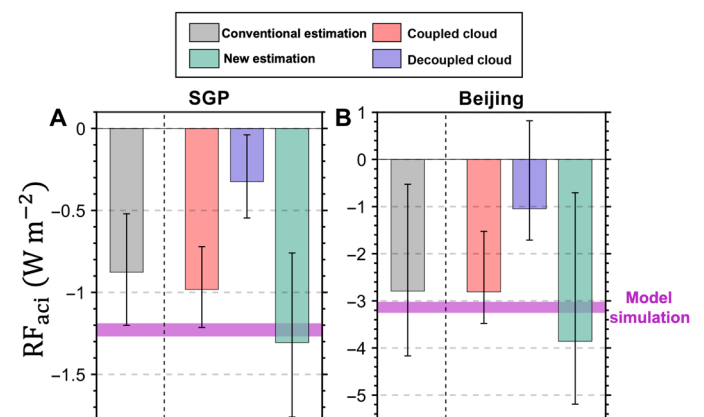 Conventional estimation Coupled cloud
New estimation Decoupled cloud
A SGP
B Beijing
RFaci (W m−2)
0
−0.5
−1
−1.5
1
0
−1
−2
−3
−4
−5
Model
simulation